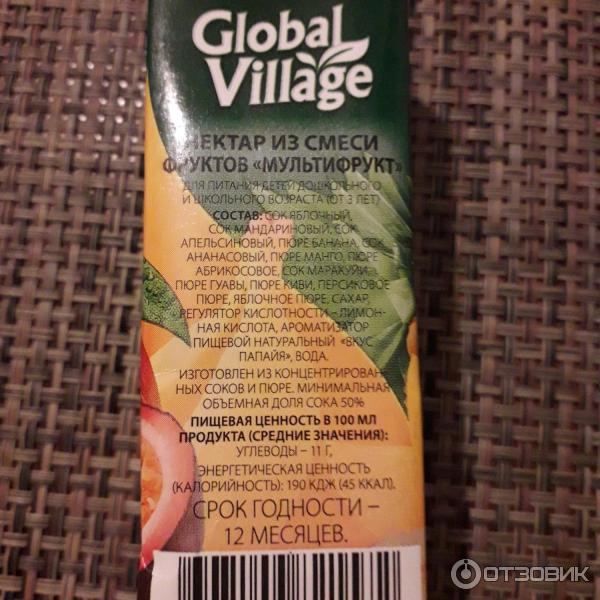 Global
Village
НЕКТАР ИЗ СМЕСИ
ФРУКТОВ «МУЛЬТИФРУКТ»
ДЛЯ ПИТАНИЯ ДЕТЕЙ ДОШКОЛЬНОГО
И ШКОЛЬНОГО ВОЗРАСТА (ОТ 3 ЛЕТ)
СОСТАВ: СОК ЯБЛОЧНЫЙ,
СОК МАНДАРИНОВЫЙ, СОК
АПЕЛЬСИНОВЫЙ, ПЮРЕ БАНАНА, СОК
АНАНАСОВЫЙ, ПЮРЕ МАНГО, ПЮРЕ
АБРИКОСОВОЕ, СОК МАРАКУЙИ,
ПЮРЕ ГУАВЫ, ПЮРЕ КИВИ, ПЕРСИКОВОЕ
ПЮРЕ, ЯБЛОЧНОЕ ПЮРЕ, САХАР,
РЕГУЛЯТОР КИСЛОТНОСТИ – ЛИМОН-
НАЯ КИСЛОТА, АРОМАТИЗАТОР
ПИЩЕВОЙ НАТУРАЛЬНЫЙ «ВКУС
ПАПАЙЯ», ВОДА.
ИЗГОТОВЛЕН ИЗ КОНЦЕНТРИРОВАН-
НЫХ СОКОВ И ПЮРЕ. МИНИМАЛЬНАЯ
ОБЪЕМНАЯ ДОЛЯ СОКА 50%
ПИЩЕВАЯ ЦЕННОСТЬ В 100 МЛ
ПРОДУКТА (СРЕДНИЕ ЗНАЧЕНИЯ):
УГЛЕВОДЫ – 11 Г,
ЭНЕРГЕТИЧЕСКАЯ ЦЕННОСТЬ
(КАЛОРИЙНОСТЬ): 190 КДЖ (45 ККАЛ).
СРОК ГОДНОСТИ –
12 МЕСЯЦЕВ.
ОТЗОВИК